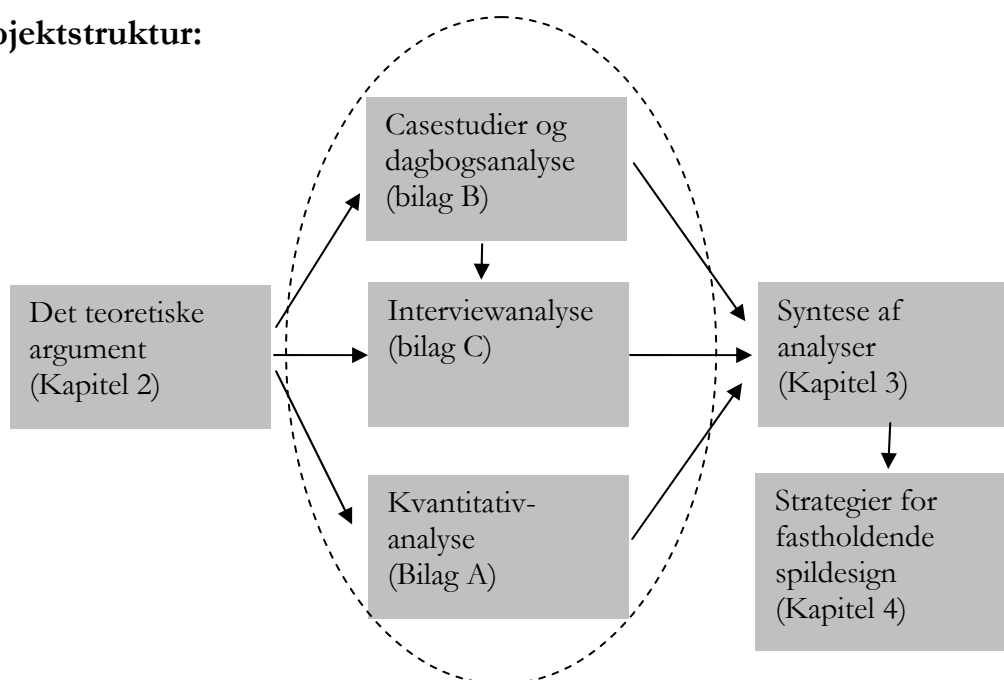 ojektstruktur:
Casestudier og
dagbogsanalyse
(bilag B)
Det teoretiske
argument
(Kapitel 2)
Interviewanalyse
(bilag C)
Syntese af
analyser
(Kapitel 3)
Kvantitativ-
analyse
(Bilag A)
Strategier for
fastholdende
spildesign
(Kapitel 4)